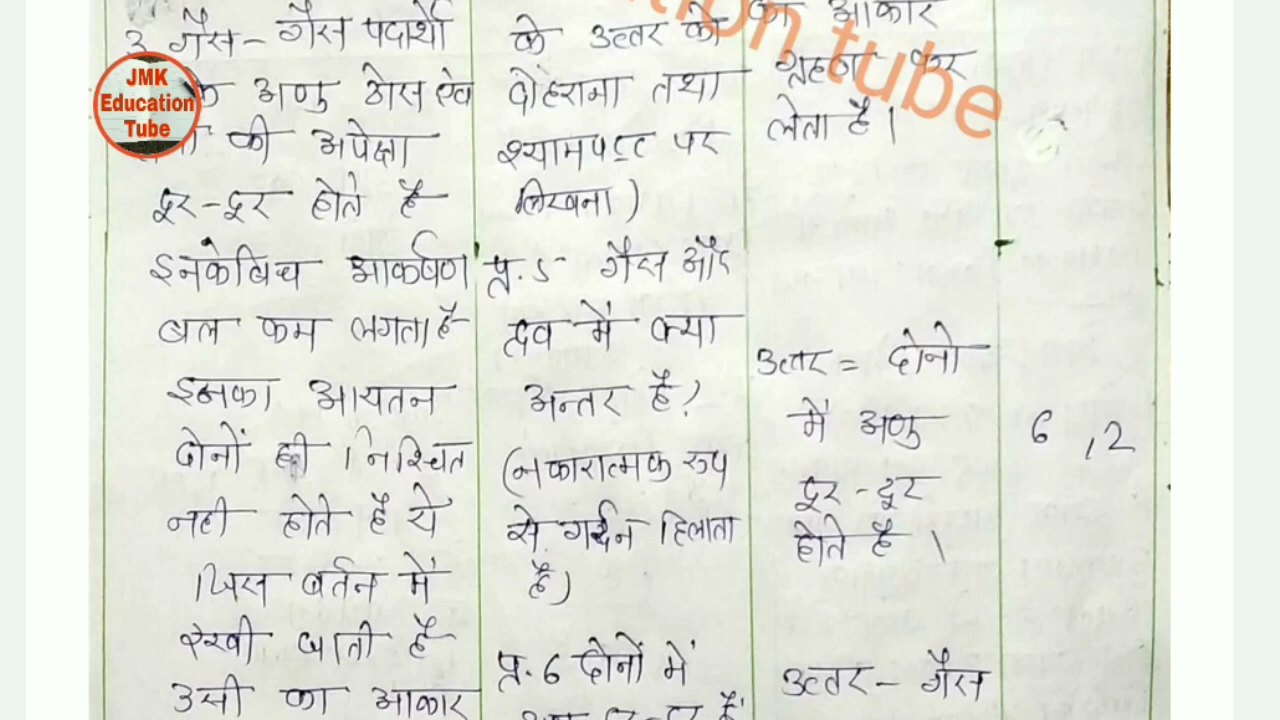 3 गैस- गैस पदार्थो
के अणु ठोस एंव
की अपेक्षा
दूर-दूर होते है
इनकेबिच आकर्षण
बल कम लगता है
इनका आयतन
दोनों ही निश्चित
नही होते है ये
जिस बर्तन में
रखी जाती है
उसी का आकार
JMK
Education
Tube
के उत्तर को
दोहराना तथा
श्यामपट्ट पर
लिखना)
प्र.5 गैस और
द्रव में क्या
अन्तर है?
(नकारात्मक रूप
से गर्दन हिलाता
है)
प्र.6 दोनों में
का आकार
ग्रहण कर
लेता है।
उत्तर = दोनो
में अणु
दूर-दूर
होते है।
उत्तर - गैस
6 ,2
tube